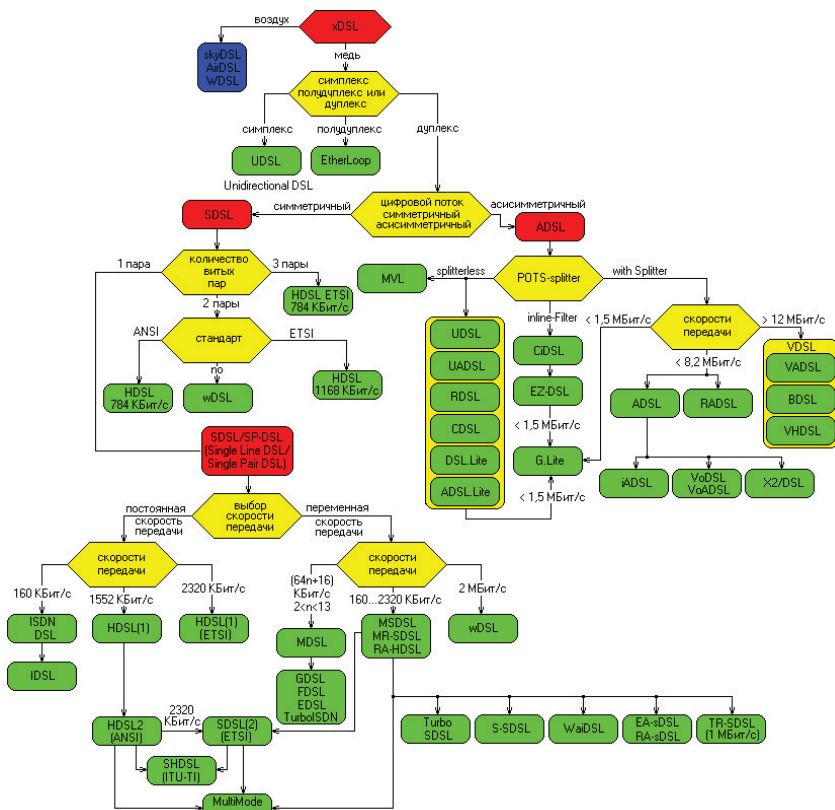 воздух
xDSL
skyDSL
AirDSL
WDSL
медь
симплекс
полудуплекс или
дуплекс
симплекс
полудуплекс
дуплекс
UDSL
EtherLoop
Unidirectional DSL
цифровой поток
симметричный
асисимметричный
симметричный
асисимметричный
SDSL
ADSL
1 пара
количество
витых
пар
3 пары
HDSL ETSI
784 КБит/с
2 пары
MVL
splitterless
POTS-splitter
with Splitter
inline-Filter
ANSI
стандарт
ETSI
no
HDSL
784 КБит/с
wDSL
HDSL
1168 КБит/с
UDSL
UADSL
RDSL
CDSL
DSL.Lite
ADSL.Lite
CiDSL
EZ-DSL
< 1,5 МБит/с
G.Lite
< 1,5 МБит/с
< 1,5 МБит/с
скорости
передачи
> 12 МБит/с
< 8,2 МБит/с
VDSL
VADSL
BDSL
VHDSL
ADSL
RADSL
iADSL
VoDSL
VoADSL
X2/DSL
SDSL/SP-DSL
(Single Line DSL/
Single Pair DSL)
постоянная
скорость
передачи
выбор
скорости
передачи
переменная
скорость
передачи
скорости
передачи
160 КБит/с
1552 КБит/с
2320 КБит/с
ISDN
DSL
HDSL(1)
HDSL(1)
(ETSI)
IDSL
скорости
передачи
(64n+16)
КБит/с
2<n<13
160...2320 КБит/с
2 МБит/с
MDSL
MSDSL
MR-SDSL
RA-HDSL
wDSL
GDSL
FDSL
EDSL
TurboISDN
HDSL2
(ANSI)
2320
КБит/с
SDSL(2)
(ETSI)
SHDSL
(ITU-TI)
MultiMode
Turbo
SDSL
S-SDSL
WaiDSL
EA-sDSL
RA-sDSL
TR-SDSL
(1 МБит/с)